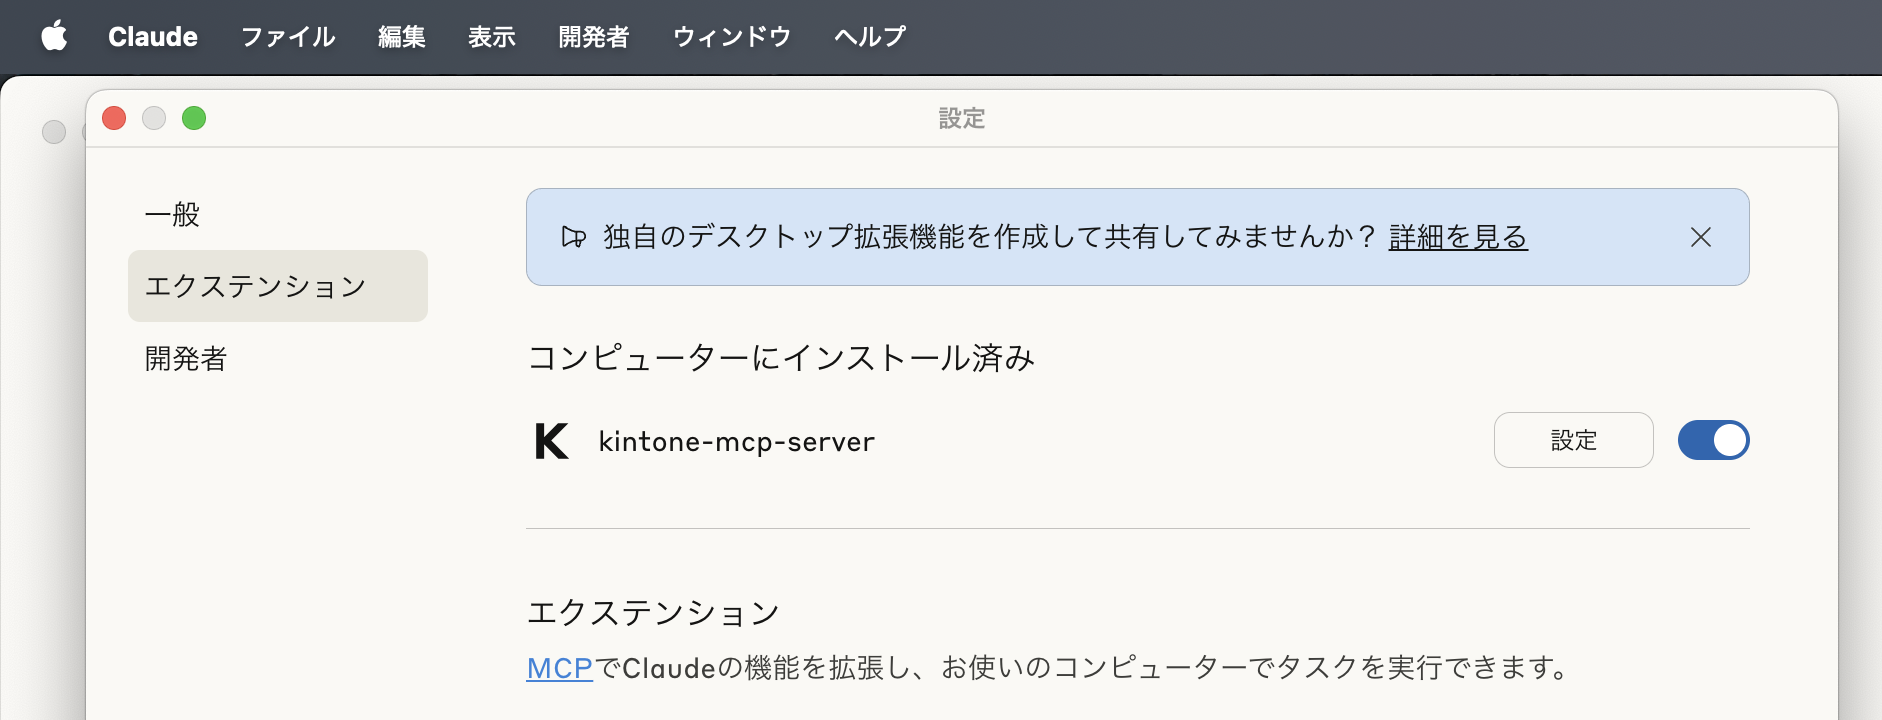 Claude ファイル 編集 表示 開発者 ウィンドウ ヘルプ
設定
一般
エクステンション
開発者
独自のデスクトップ拡張機能を作成して共有してみませんか？ 詳細を見る
コンピューターにインストール済み
K kintone-mcp-server 設定
エクステンション
MCPでClaudeの機能を拡張し、お使いのコンピューターでタスクを実行できます。